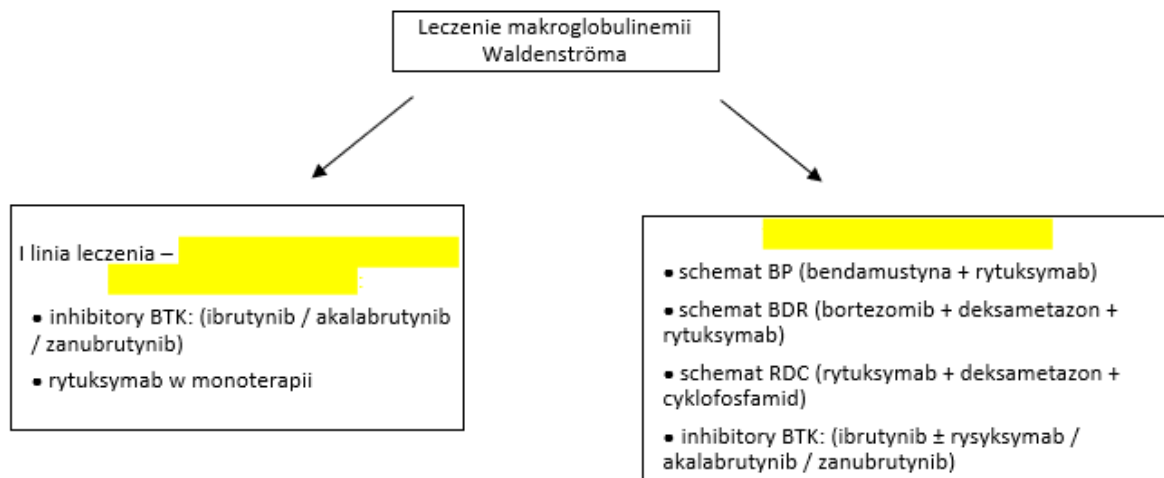 Leczenie makroglobulinemii
Waldenströma
I linia leczenia –
:
• inhibitory BTK: (ibrutynib / akalabrutynib
/ zanubrutynib)
• rytuksymab w monoterapii
• schemat BP (bendamustyna + rytuksymab)
• schemat BDR (bortezomib + deksametazon +
rytuksymab)
• schemat RDC (rytuksymab + deksametazon +
cyklofosfamid)
• inhibitory BTK: (ibrutynib ± rysyksymab /
akalabrutynib / zanubrutynib)